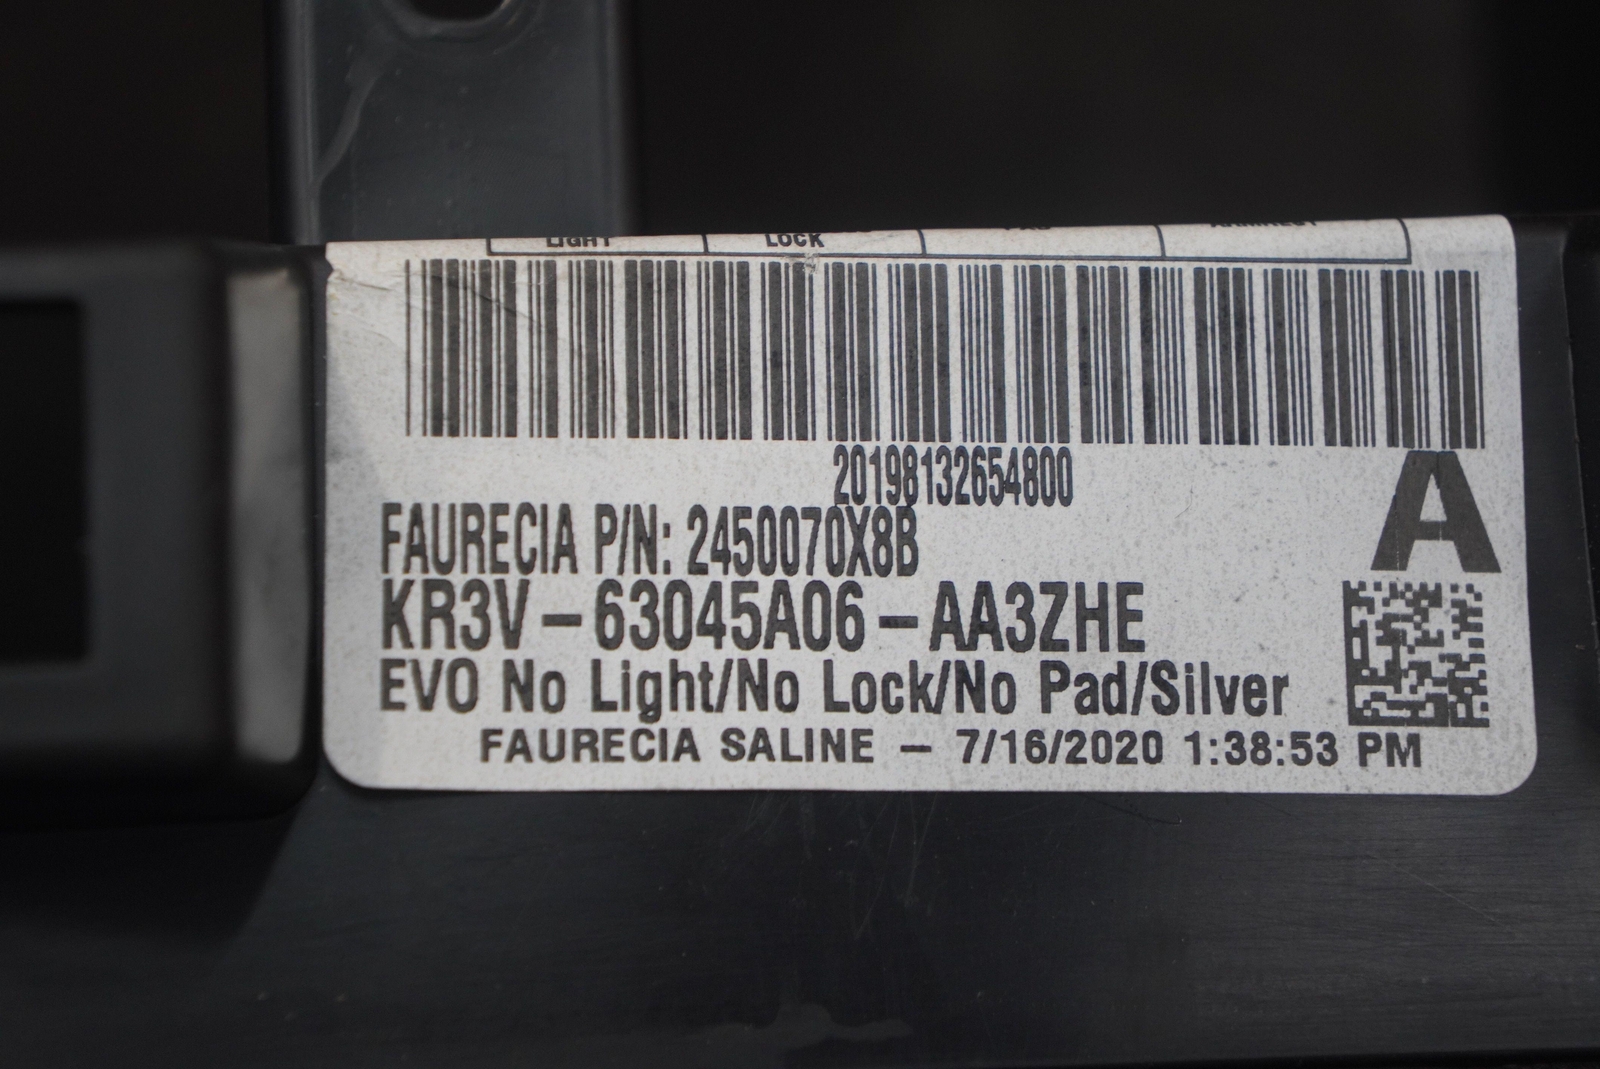 LIGHT LOCK
20198132654800
A
FAURECIA P/N: 2450070X8B
KR3V-63045A06-AA3ZHE
EVO No Light/No Lock/No Pad/Silver
FAURECIA SALINE - 7/16/2020 1:38:53 PM